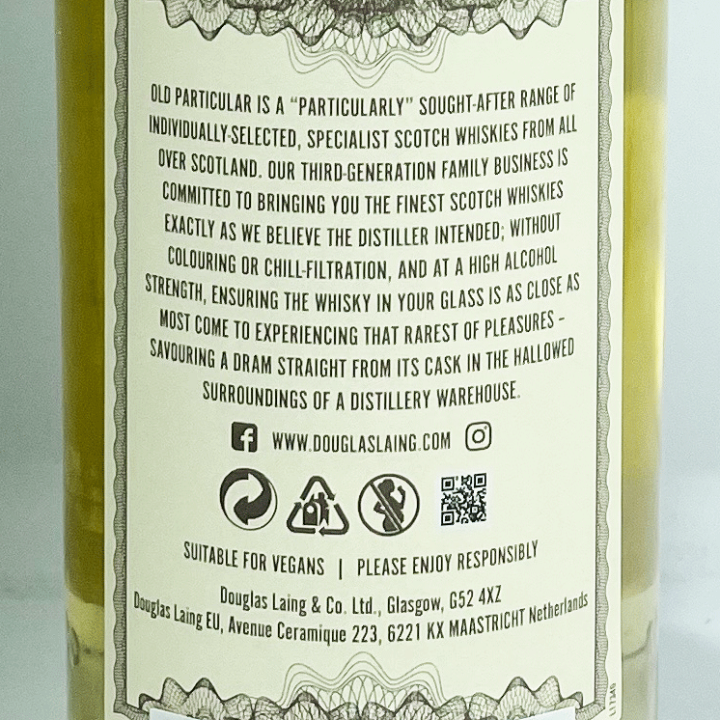 OLD PARTICULAR IS A “PARTICULARLY” SOUGHT-AFTER RANGE OF
INDIVIDUALLY-SELECTED, SPECIALIST SCOTCH WHISKIES FROM ALL
OVER SCOTLAND. OUR THIRD-GENERATION FAMILY BUSINESS IS
COMMITTED TO BRINGING YOU THE FINEST SCOTCH WHISKIES
EXACTLY AS WE BELIEVE THE DISTILLER INTENDED; WITHOUT
COLOURING OR CHILL-FILTRATION, AND AT A HIGH ALCOHOL
STRENGTH, ENSURING THE WHISKY IN YOUR GLASS IS AS CLOSE AS
MOST COME TO EXPERIENCING THAT RAREST OF PLEASURES –
SAVOURING A DRAM STRAIGHT FROM ITS CASK IN THE HALLOWED
SURROUNDINGS OF A DISTILLERY WAREHOUSE.
WWW.DOUGLASLAING.COM
SUITABLE FOR VEGANS | PLEASE ENJOY RESPONSIBLY
Douglas Laing & Co. Ltd., Glasgow, G52 4XZ
Douglas Laing EU, Avenue Ceramique 223, 6221 KX MAASTRICHT Netherlands